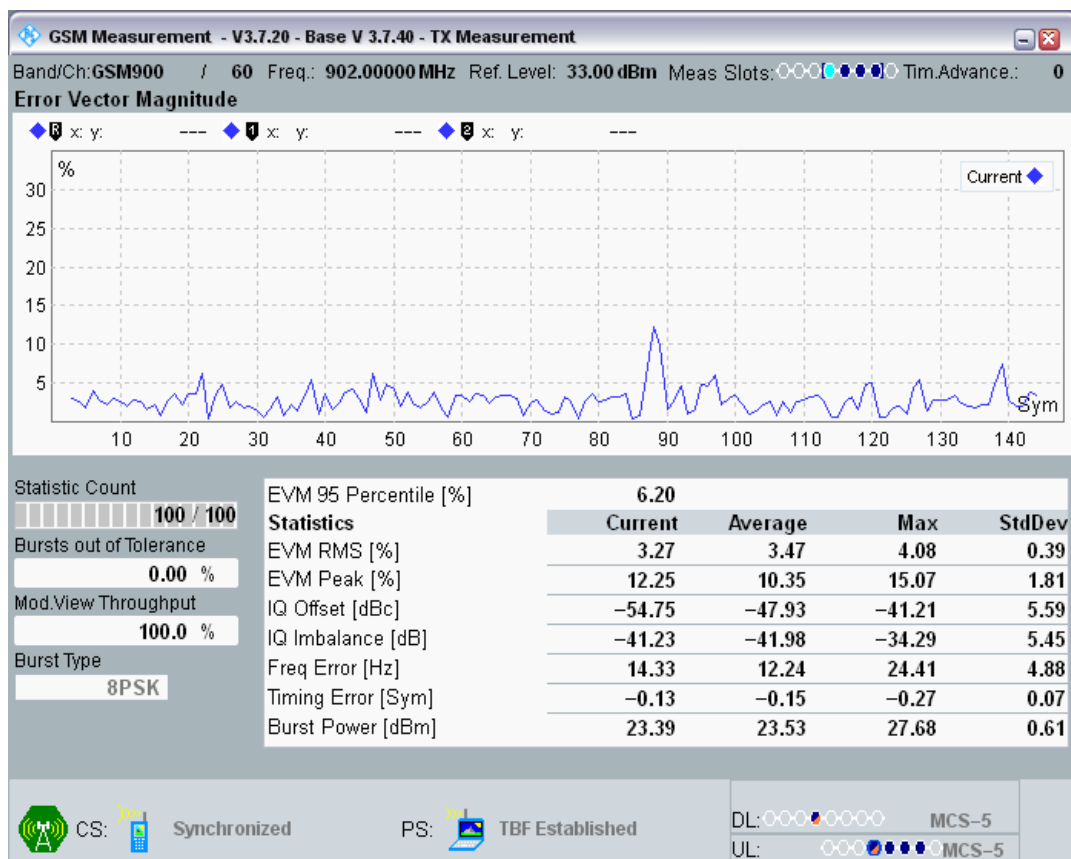 GSM Measurement - V3.7.20 - Base V 3.7.40 - TX Measurement
Band/Ch:GSM900 / 60 Freq.: 902.00000 MHz Ref. Level: 33.00 dBm Meas Slots: Tim.Advance.: 0
Error Vector Magnitude
R x: y: --- 1 x: y: --- 2 x: y: ---
%
Current
30
25
20
15
10
5
Sym
10 20 30 40 50 60 70 80 90 100 110 120 130 140
Statistic Count
100 / 100
Bursts out of Tolerance
0.00 %
Mod.View Throughput
100.0 %
Burst Type
8PSK
EVM 95 Percentile [%] 6.20
Statistics Current Average Max StdDev
EVM RMS [%] 3.27 3.47 4.08 0.39
EVM Peak [%] 12.25 10.35 15.07 1.81
IQ Offset [dBc] −54.75 −47.93 −41.21 5.59
IQ Imbalance [dB] −41.23 −41.98 −34.29 5.45
Freq Error [Hz] 14.33 12.24 24.41 4.88
Timing Error [Sym] −0.13 −0.15 −0.27 0.07
Burst Power [dBm] 23.39 23.53 27.68 0.61
CS: Synchronized PS: TBF Established
DL: MCS−5
UL: MCS−5